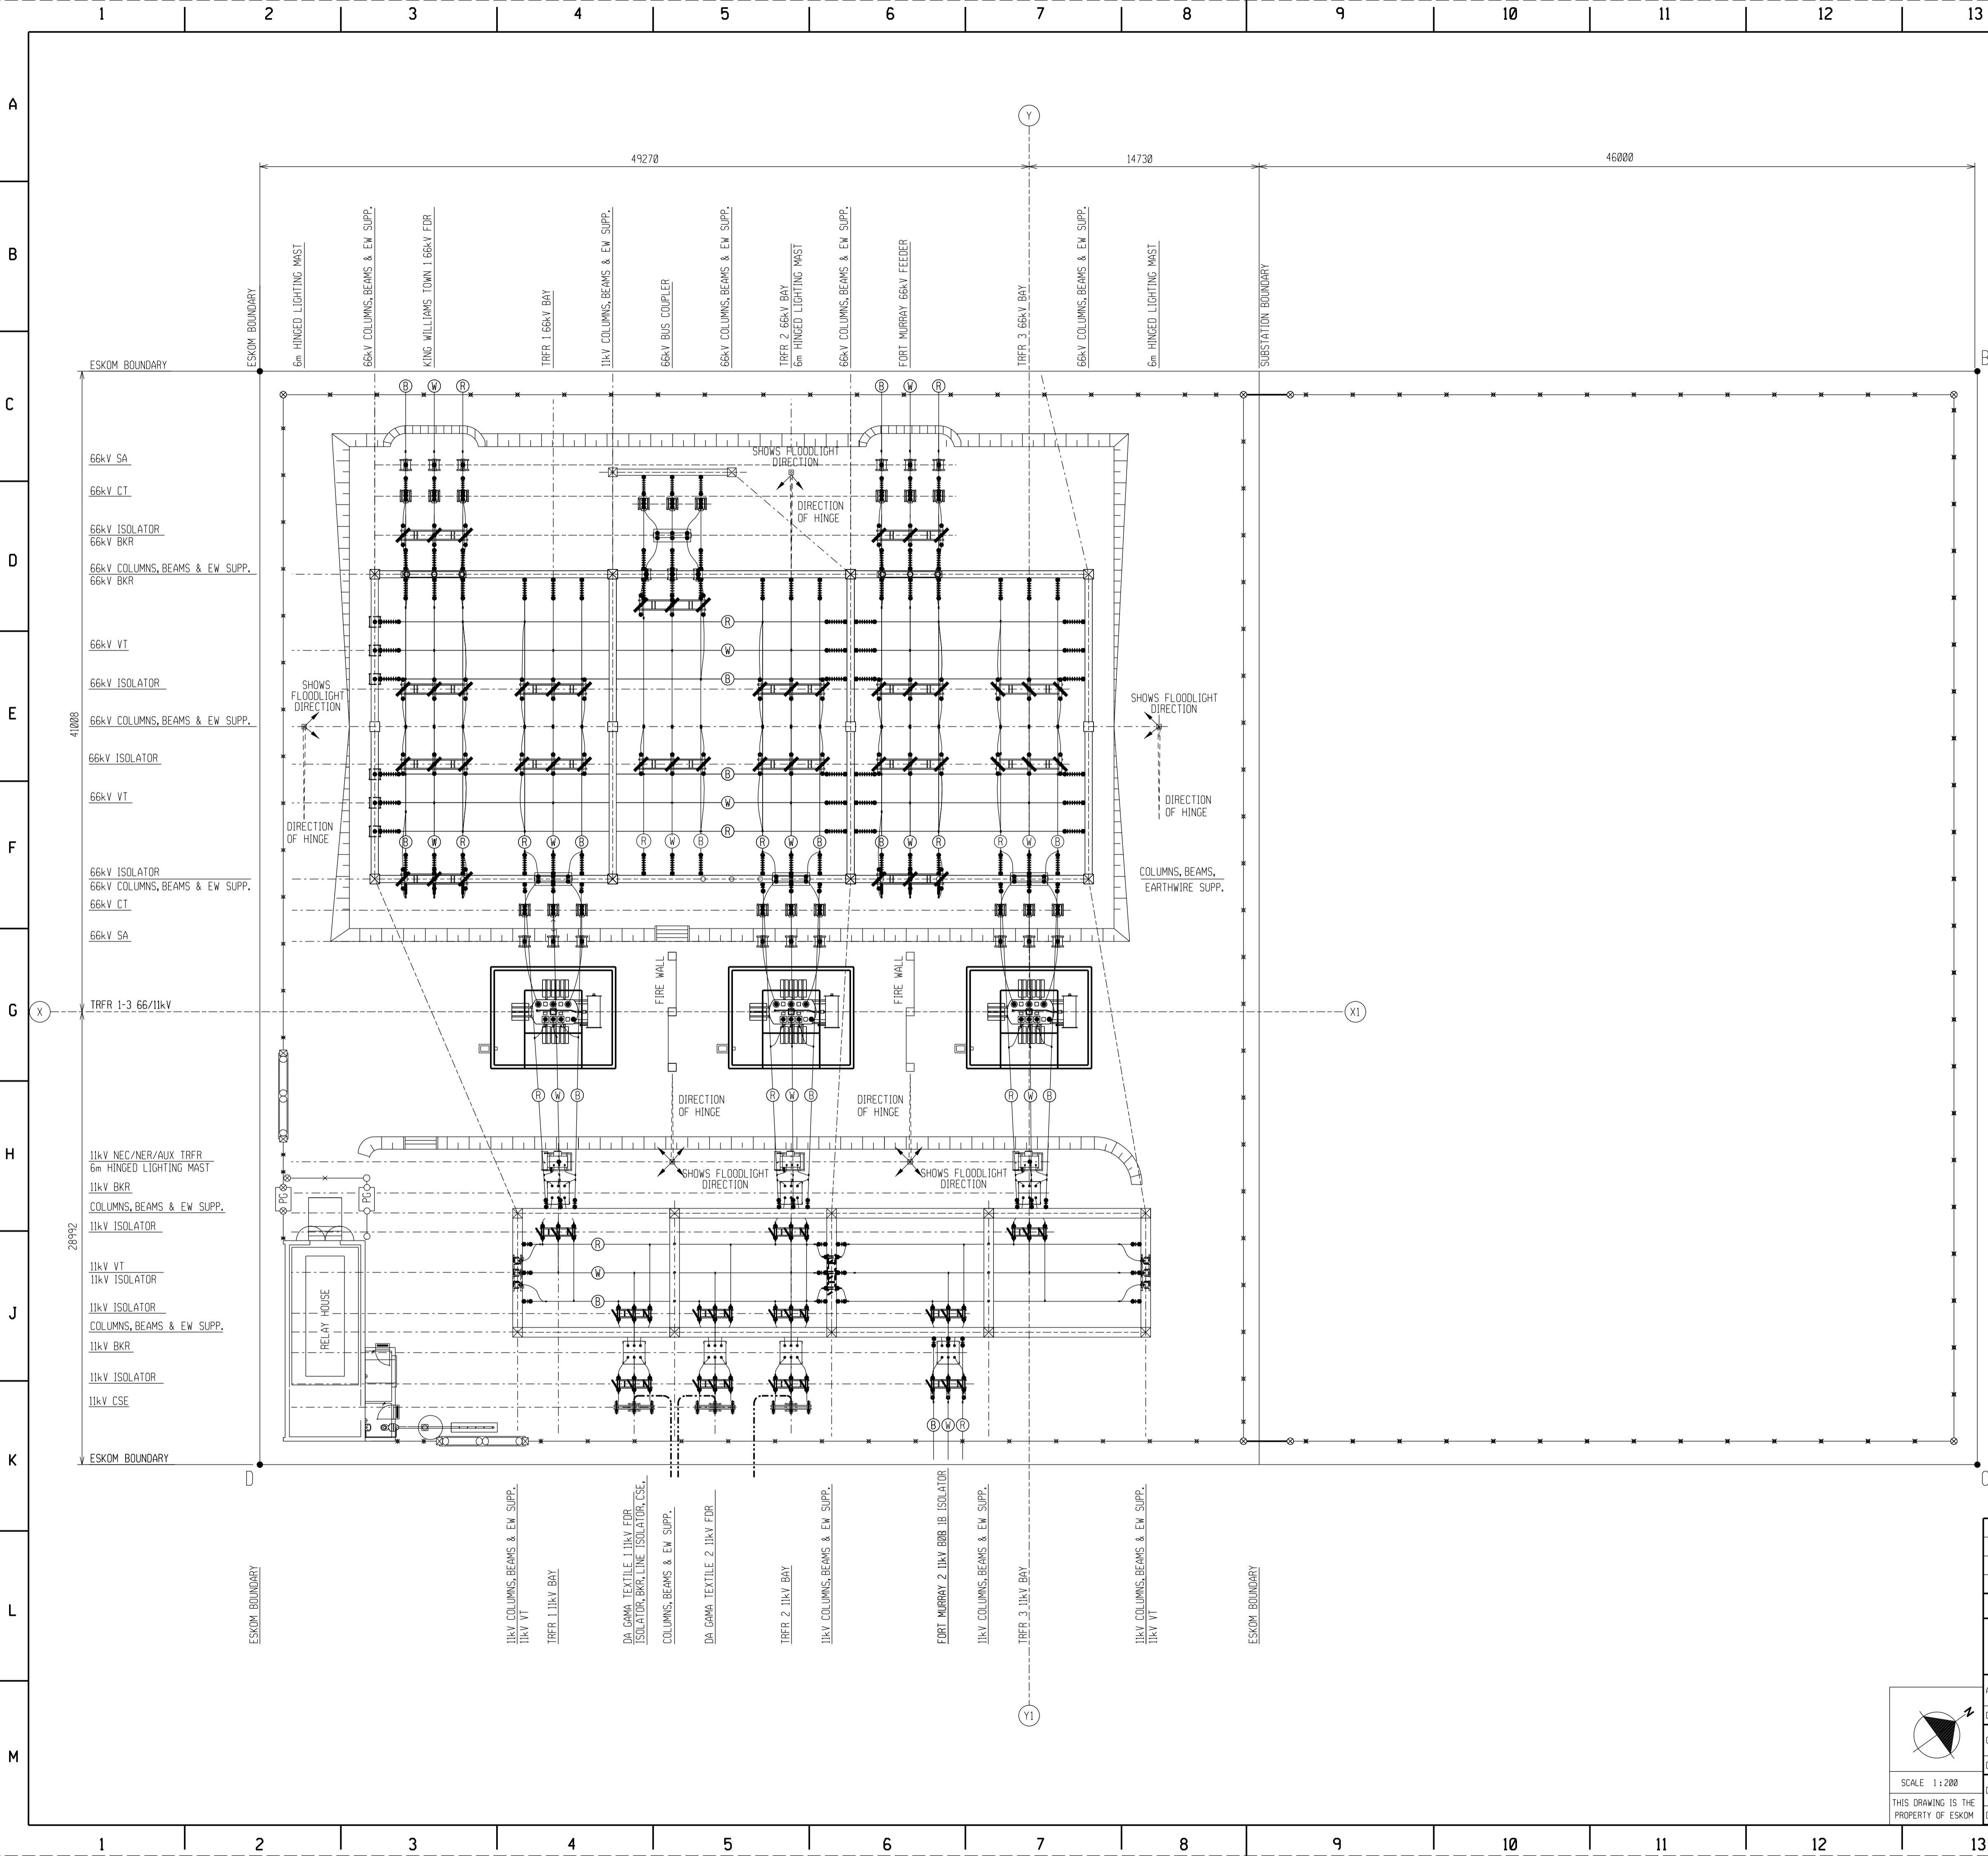 1 2 3 4 5 6 7 8 9 10 11 12 13
A
B
C
D
E
F
G
H
J
K
L
M
Y
49270
14730
46000
ESKOM BOUNDARY
6m HINGED LIGHTING MAST
66kV COLUMNS, BEAMS & EW SUPP.
KING WILLIAMS TOWN 1 66kV FDR
TRFR 1 66kV BAY
11kV COLUMNS, BEAMS & EW SUPP.
66kV BUS COUPLER
66kV COLUMNS, BEAMS & EW SUPP.
TRFR 2 66kV BAY
6m HINGED LIGHTING MAST
66kV COLUMNS, BEAMS & EW SUPP.
FORT MURRAY 66kV FEEDER
TRFR 3 66kV BAY
66kV COLUMNS, BEAMS & EW SUPP.
6m HINGED LIGHTING MAST
SUBSTATION BOUNDARY
ESKOM BOUNDARY
B W R
B W R
66kV SA
66kV CT
66kV ISOLATOR
66kV BKR
66kV COLUMNS, BEAMS & EW SUPP.
66kV BKR
66kV VT
66kV ISOLATOR
66kV COLUMNS, BEAMS & EW SUPP.
66kV ISOLATOR
66kV VT
66kV ISOLATOR
66kV COLUMNS, BEAMS & EW SUPP.
66kV CT
66kV SA
41008
SHOWS FLOODLIGHT
DIRECTION
DIRECTION
OF HINGE
R
W
B
SHOWS
FLOODLIGHT
DIRECTION
SHOWS FLOODLIGHT
DIRECTION
B
W
R
DIRECTION
OF HINGE
DIRECTION
OF HINGE
B W R R W B R W B R W B B W R R W B
COLUMNS, BEAMS,
EARTHWIRE SUPP.
FIRE WALL
FIRE WALL
X
TRFR 1-3 66/11kV
X1
R W B
R W B
R W B
DIRECTION
OF HINGE
DIRECTION
OF HINGE
SHOWS FLOODLIGHT
DIRECTION
SHOWS FLOODLIGHT
DIRECTION
11kV NEC/NER/AUX TRFR
6m HINGED LIGHTING MAST
11kV BKR
COLUMNS, BEAMS & EW SUPP.
11kV ISOLATOR
11kV VT
11kV ISOLATOR
11kV ISOLATOR
COLUMNS, BEAMS & EW SUPP.
11kV BKR
11kV ISOLATOR
11kV CSE
28992
PG
PG
RELAY HOUSE
R
W
B
B W R
ESKOM BOUNDARY
D
ESKOM BOUNDARY
11kV COLUMNS, BEAMS & EW SUPP.
11kV VT
TRFR 1 11kV BAY
DA GAMA TEXTILE 1 11kV FDR
ISOLATOR, BKR, LINE ISOLATOR, CSE.
COLUMNS, BEAMS & EW SUPP.
DA GAMA TEXTILE 2 11kV FDR
TRFR 2 11kV BAY
11kV COLUMNS, BEAMS & EW SUPP.
FORT MURRAY 2 11kV 1B ISOLATOR
11kV COLUMNS, BEAMS & EW SUPP.
TRFR 3 11kV BAY
11kV COLUMNS, BEAMS & EW SUPP.
11kV VT
ESKOM BOUNDARY
Y1
N
SCALE 1:200
THIS DRAWING IS THE
PROPERTY OF ESKOM
1 2 3 4 5 6 7 8 9 10 11 12 13